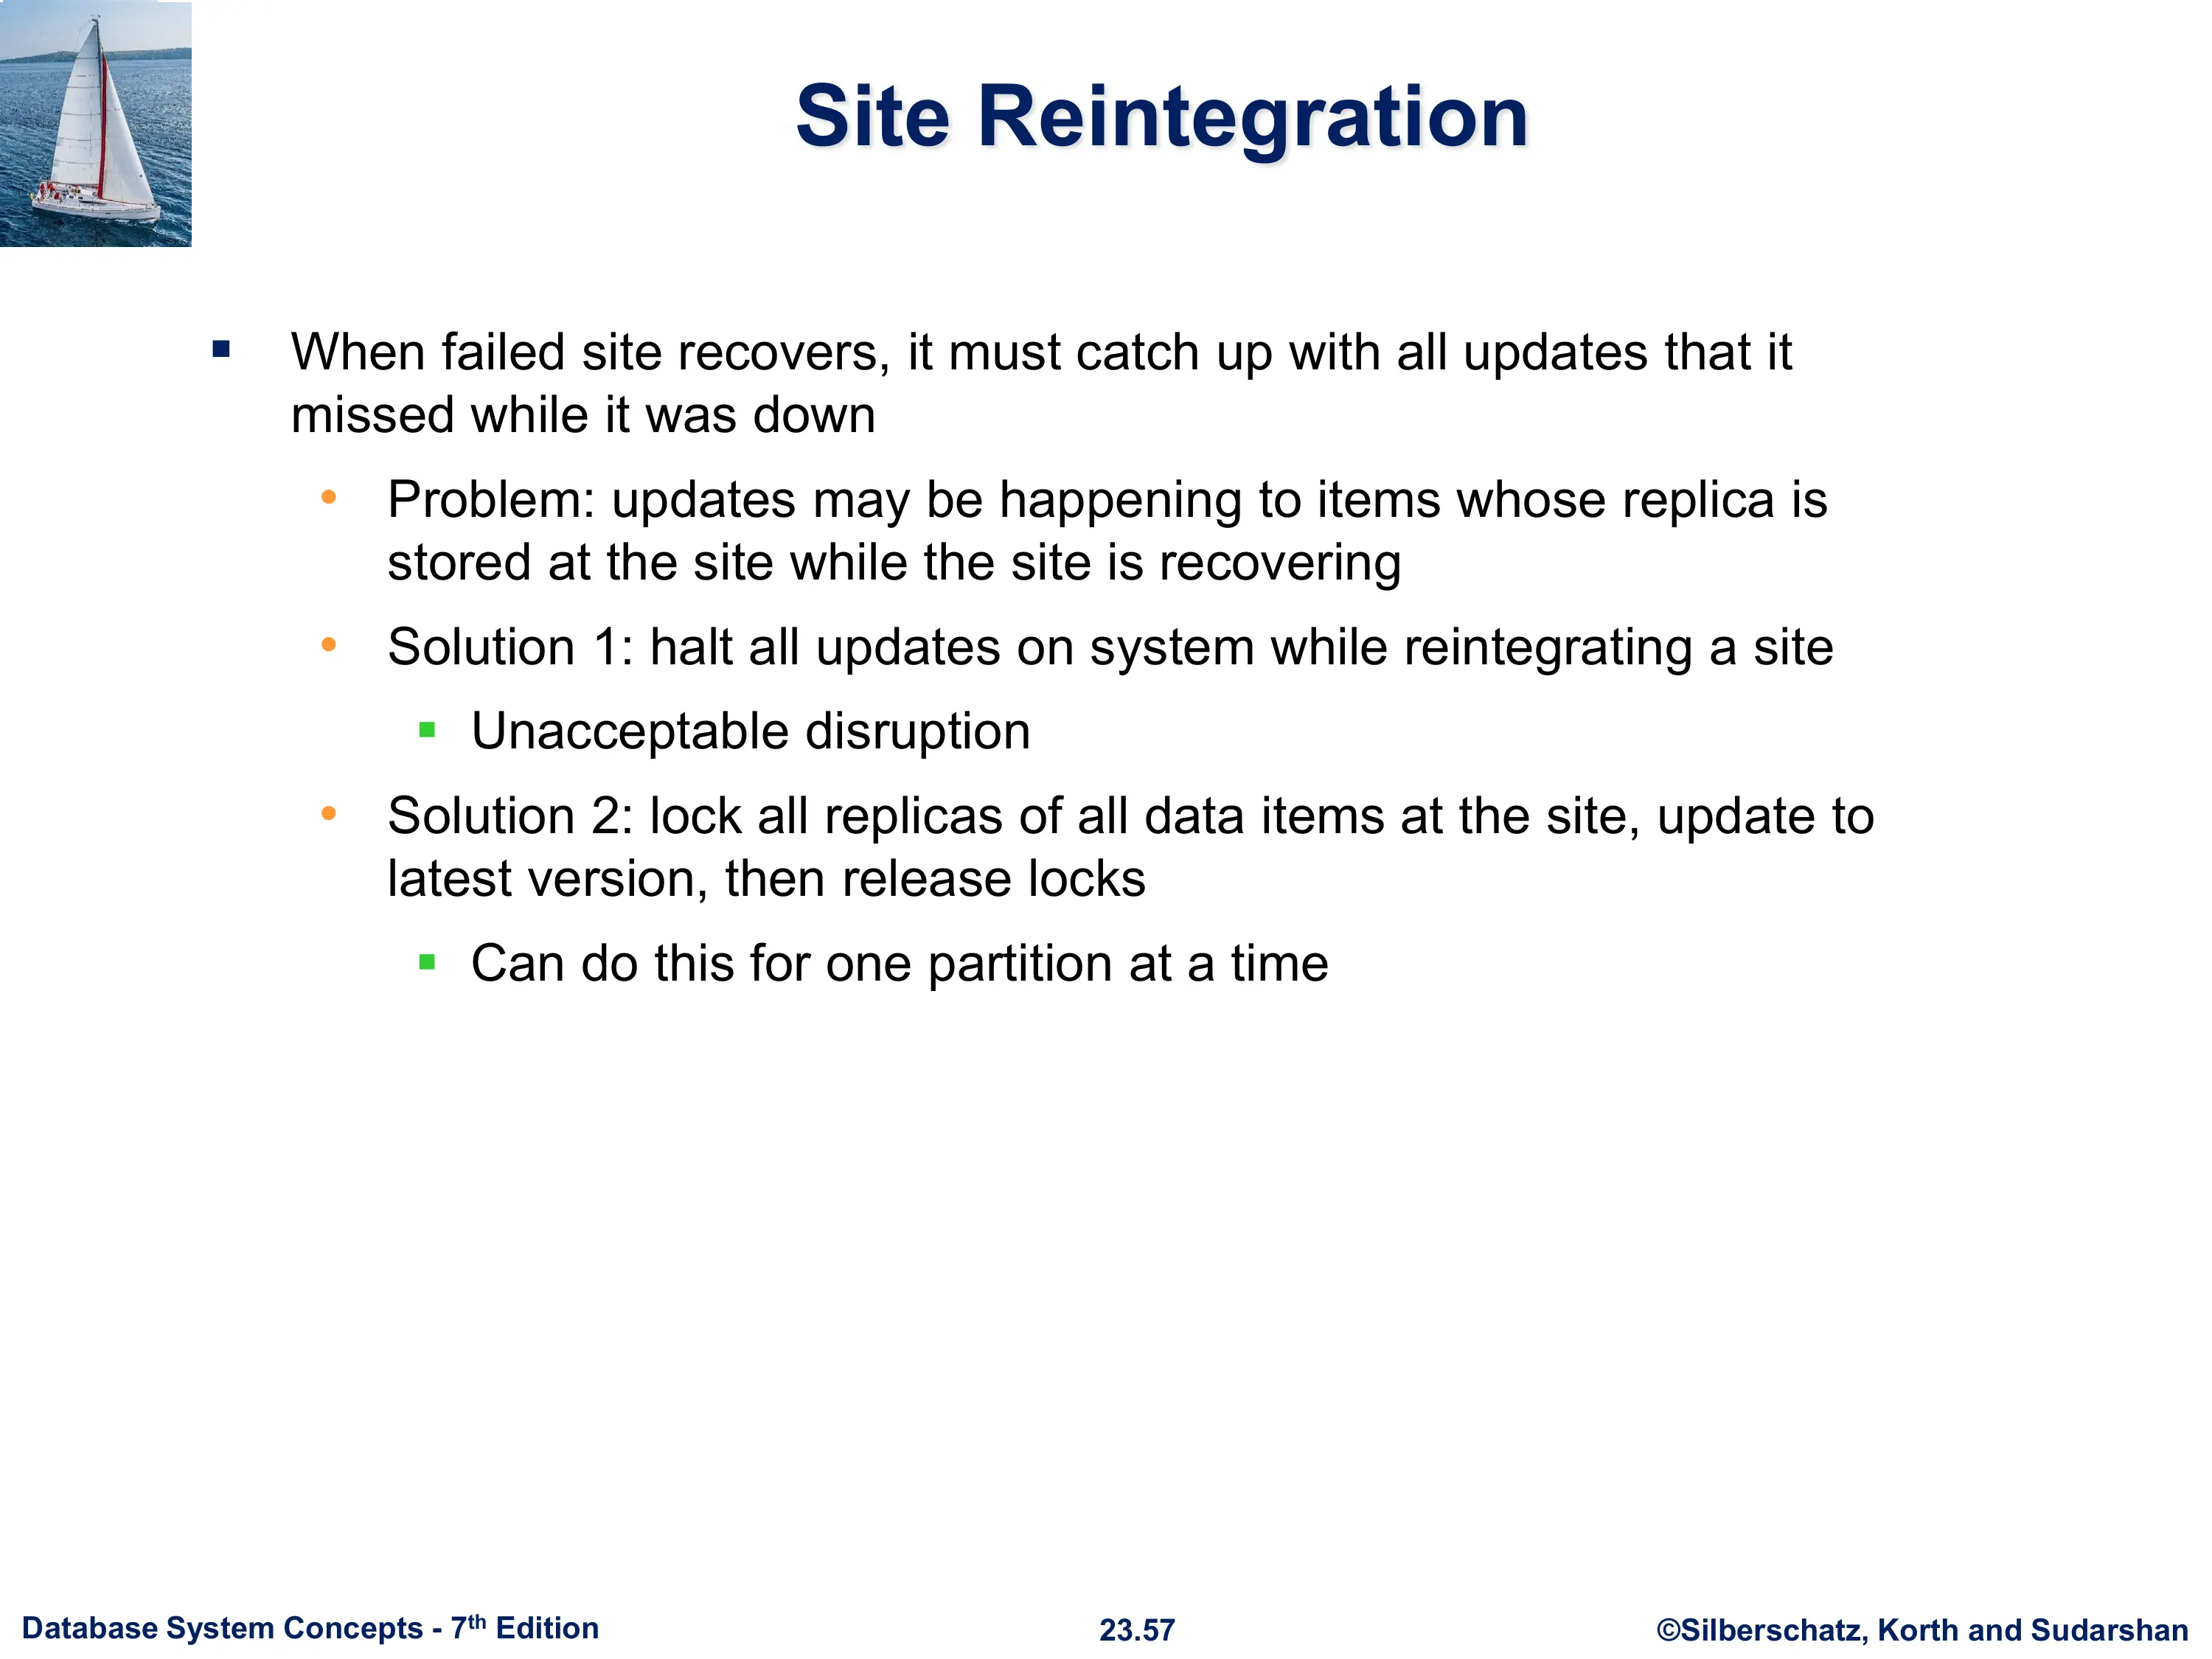 Site Reintegration
▪ When failed site recovers, it must catch up with all updates that it
missed while it was down
• Problem: updates may be happening to items whose replica is
stored at the site while the site is recovering
• Solution 1: halt all updates on system while reintegrating a site
▪ Unacceptable disruption
• Solution 2: lock all replicas of all data items at the site, update to
latest version, then release locks
▪ Can do this for one partition at a time
Database System Concepts - 7th Edition
23.57
©Silberschatz, Korth and Sudarshan